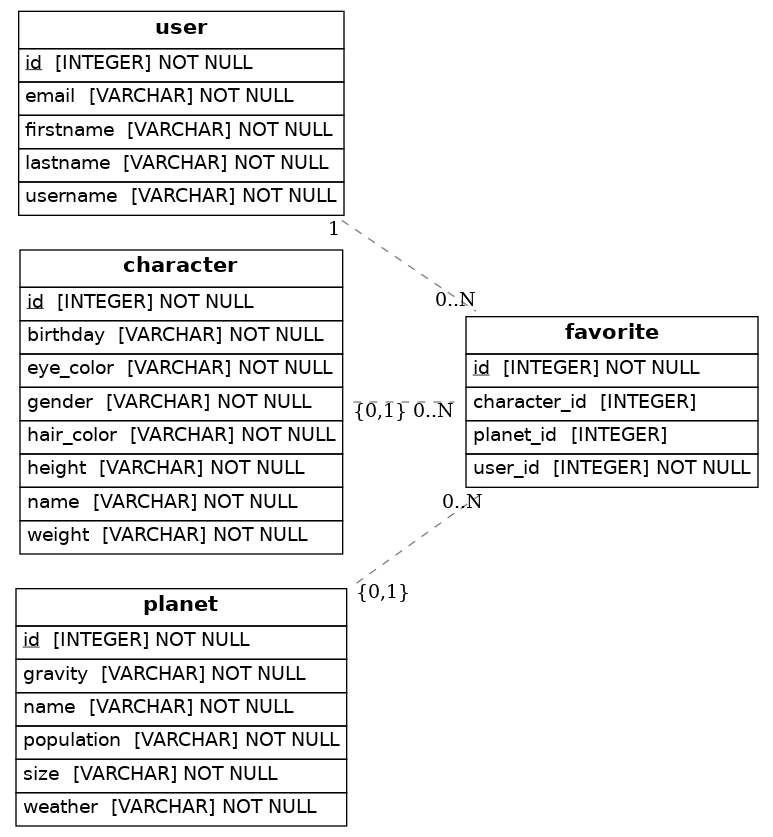 user
id [INTEGER] NOT NULL
email [VARCHAR] NOT NULL
firstname [VARCHAR] NOT NULL
lastname [VARCHAR] NOT NULL
username [VARCHAR] NOT NULL
1
0..N
character
id [INTEGER] NOT NULL
birthday [VARCHAR] NOT NULL
eye_color [VARCHAR] NOT NULL
gender [VARCHAR] NOT NULL
hair_color [VARCHAR] NOT NULL
height [VARCHAR] NOT NULL
name [VARCHAR] NOT NULL
weight [VARCHAR] NOT NULL
{0,1} 0..N
favorite
id [INTEGER] NOT NULL
character_id [INTEGER]
planet_id [INTEGER]
user_id [INTEGER] NOT NULL
0..N
{0,1}
planet
id [INTEGER] NOT NULL
gravity [VARCHAR] NOT NULL
name [VARCHAR] NOT NULL
population [VARCHAR] NOT NULL
size [VARCHAR] NOT NULL
weather [VARCHAR] NOT NULL